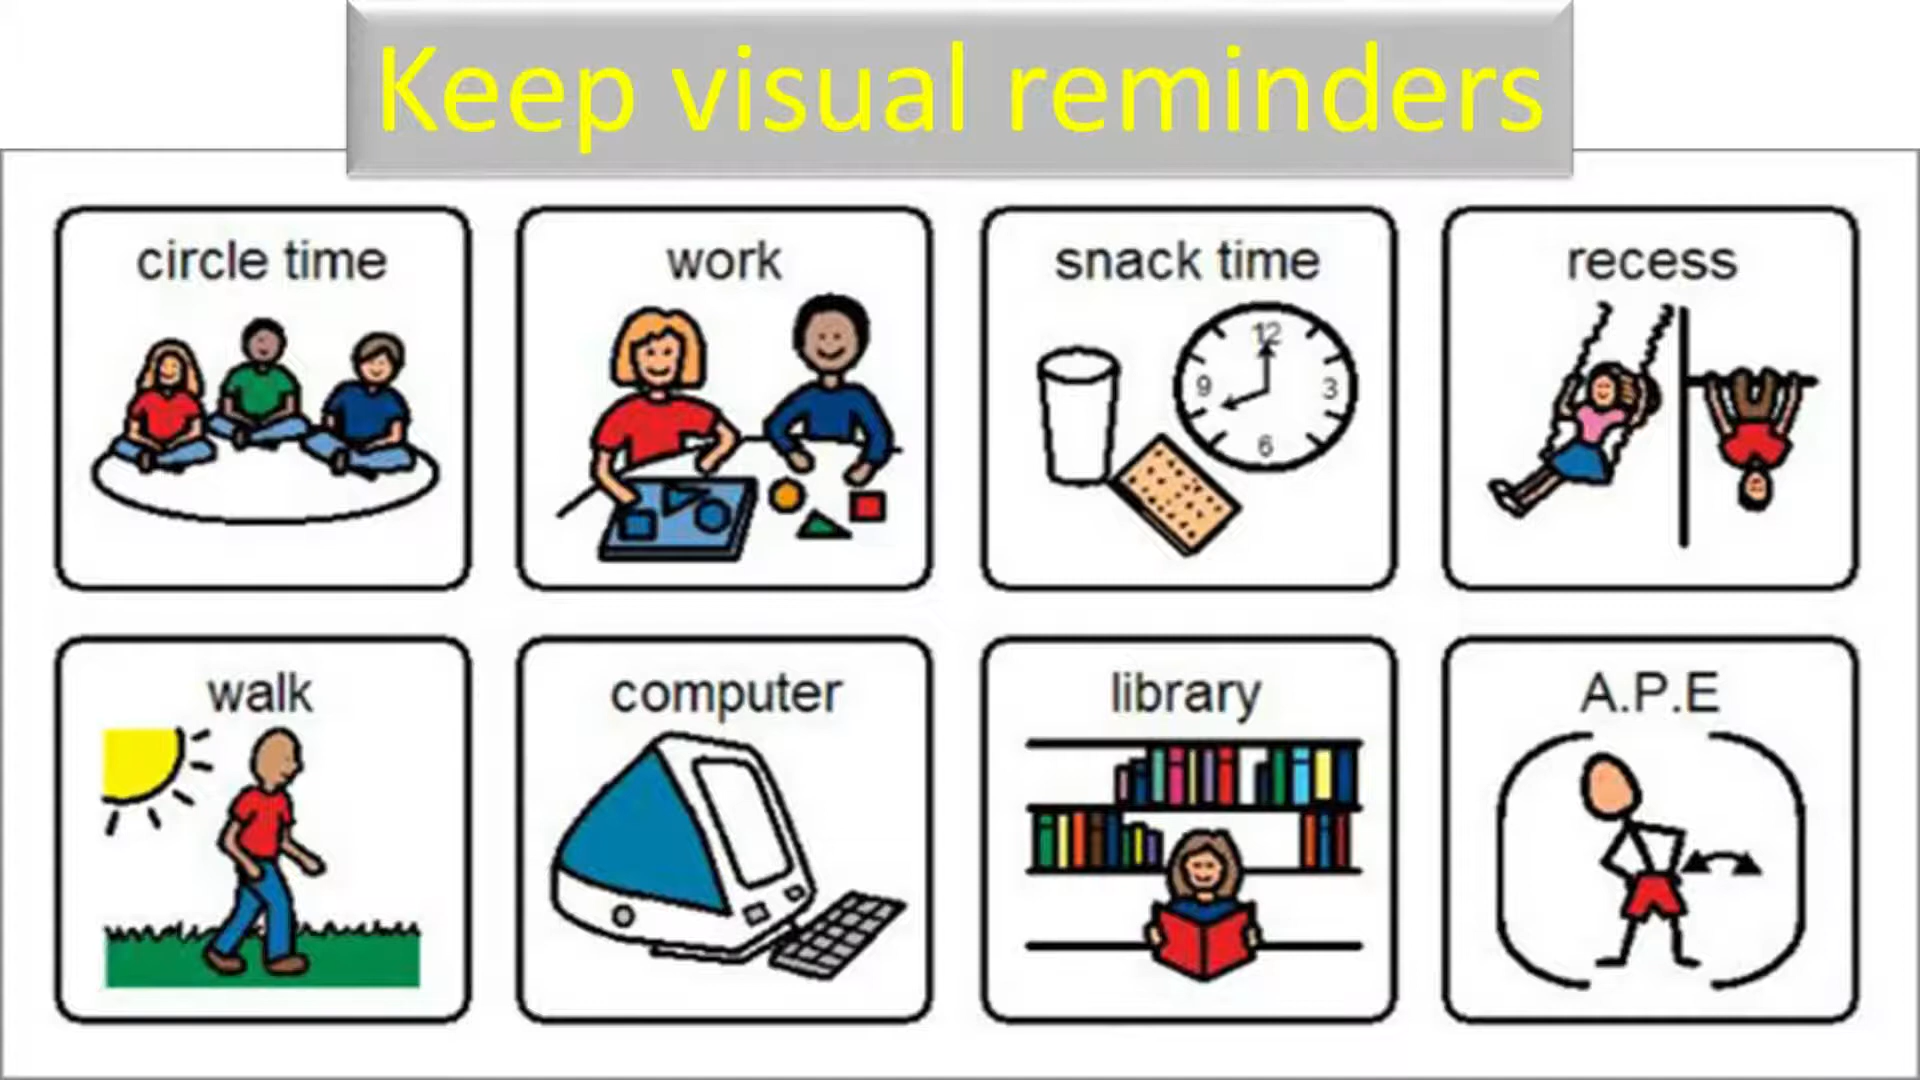 Keep visual reminders
circle time
work
snack time
12
9
3
6
recess
walk
computer
library
A.P.E